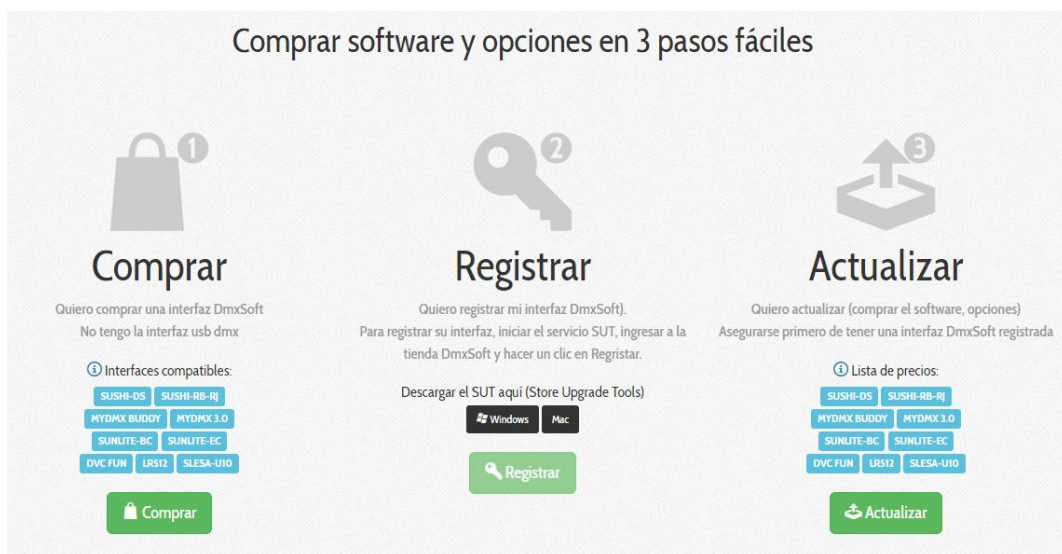 Comprar software y opciones en 3 pasos fáciles
1
Comprar
Quiero comprar una interfaz DmxSoft
No tengo la interfaz usb dmx
Interfaces compatibles:
SUSHI-DS SUSHI-RB-RJ
MYDMX BUDDY MYDMX 3.0
SUNLITE-BC SUNLITE-EC
DVC FUN LR512 SLESA-U10
Comprar
2
Registrar
Quiero registrar mi interfaz DmxSoft).
Para registrar su interfaz, iniciar el servicio SUT, ingresar a la
tienda DmxSoft y hacer un clic en Regristar.
Descargar el SUT aquí (Store Upgrade Tools)
Windows Mac
Registrar
3
Actualizar
Quiero actualizar (comprar el software, opciones)
Asegurarse primero de tener una interfaz DmxSoft registrada
Lista de precios:
SUSHI-DS SUSHI-RB-RJ
MYDMX BUDDY MYDMX 3.0
SUNLITE-BC SUNLITE-EC
DVC FUN LR512 SLESA-U10
Actualizar